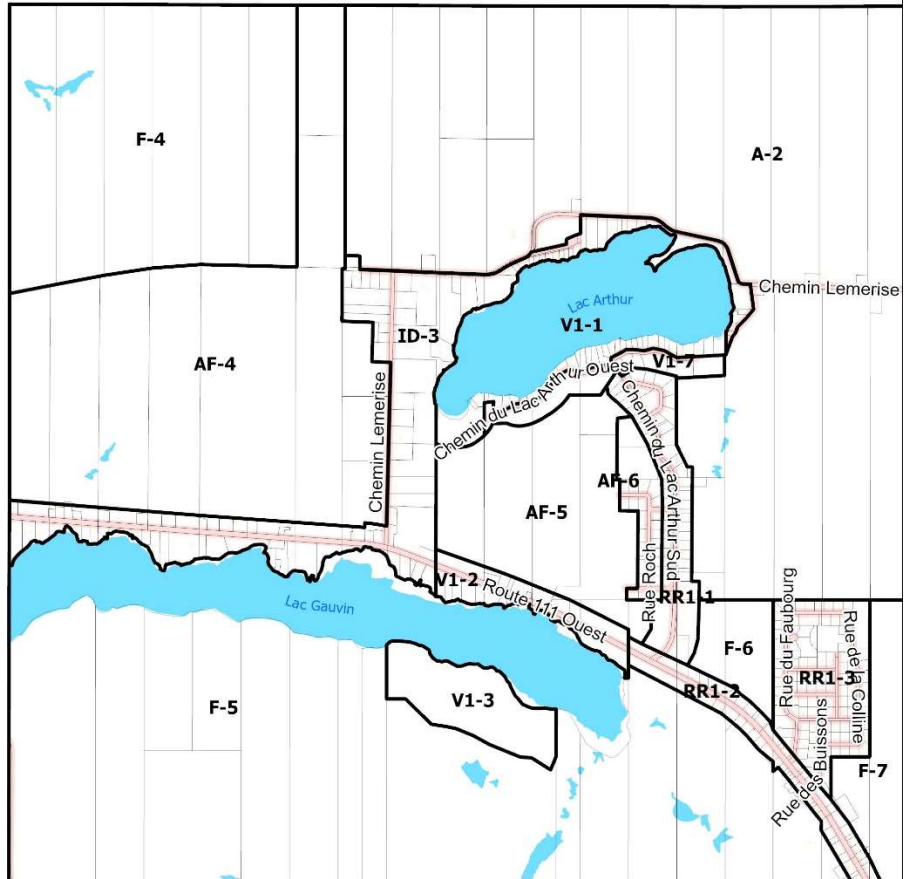 F-4
A-2
Chemin Lemerise
Lac Arthur
V1-1
ID-3
V1-7
AF-4
Chemin du Lac Arthur Ouest
Chemin Lemerise
Chemin du Lac Arthur Sud
AF-6
AF-5
V1-2
Route 111 Ouest
Rue Roch
RR1-1
Lac Gauvin
F-6
Rue du Faubourg
Rue de la Colline
RR1-3
RR1-2
V1-3
F-5
Rue des Buissons
F-7